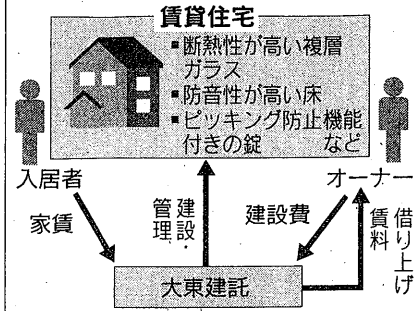 賃貸住宅
▪断熱性が高い複層
ガラス
▪防音性が高い床
▪ピッキング防止機能
付きの錠 など
入居者
オーナー
家賃
建設・
管理
建設費
借り上げ
賃料
大東建託